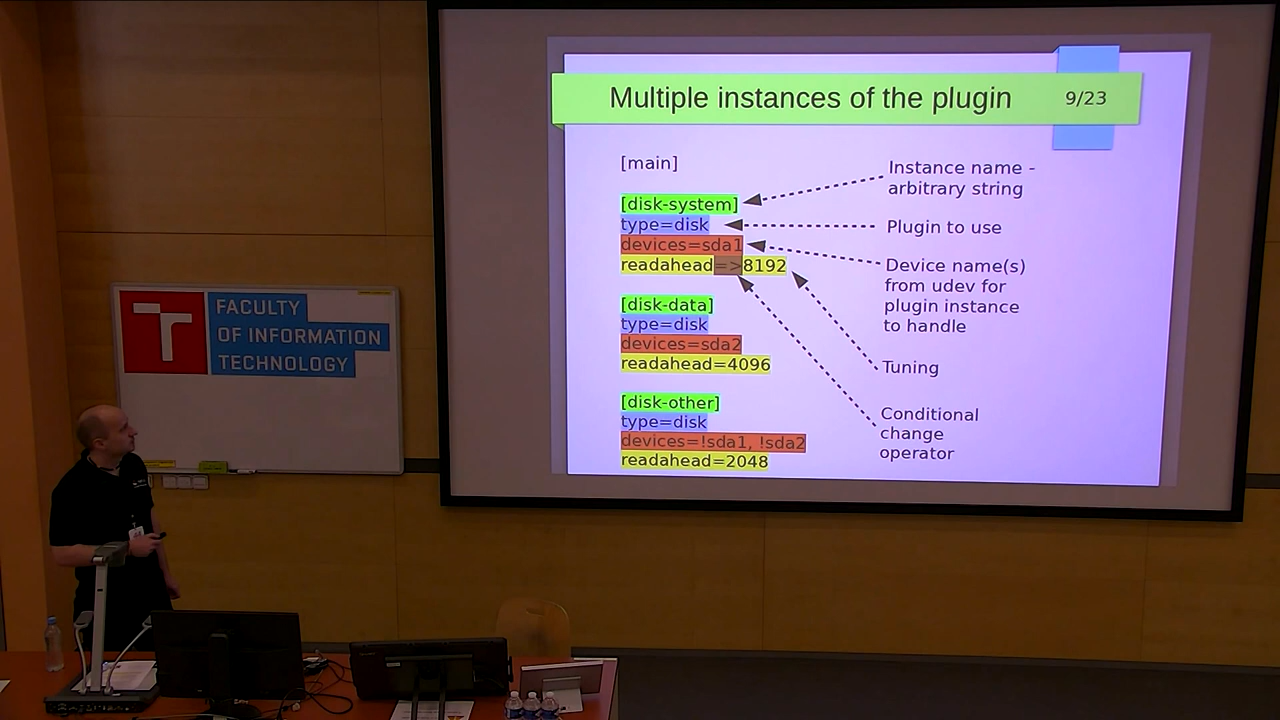 Multiple instances of the plugin
9/23
[main]
[disk-system]
type=disk
devices=sda1
readahead=>8192
[disk-data]
type=disk
devices=sda2
readahead=4096
[disk-other]
type=disk
devices=!sda1, !sda2
readahead=2048
Instance name -
arbitrary string
Plugin to use
Device name(s)
from udev for
plugin instance
to handle
Tuning
Conditional
change
operator
FACULTY
OF INFORMATION
TECHNOLOGY